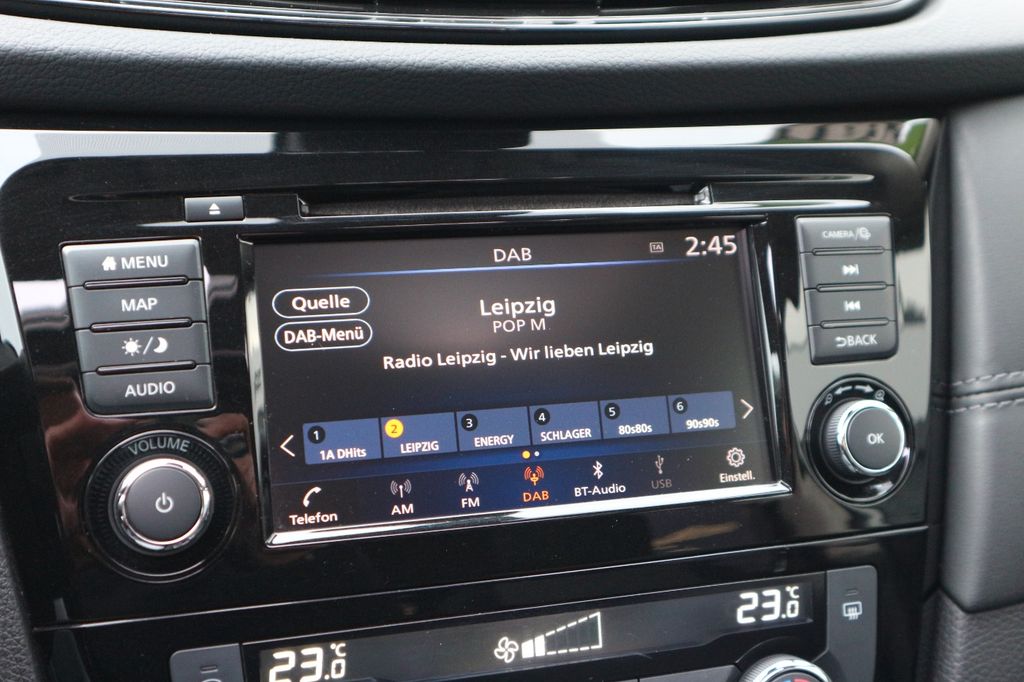 DAB
TA
2:45
CAMERA/
MENU
Quelle
Leipzig
MAP
DAB-Menü
POP M
Radio Leipzig - Wir lieben Leipzig
BACK
AUDIO
1 2 3 4 5 6
1A DHits LEIPZIG ENERGY SCHLAGER 80s80s 90s90s
VOLUME
OK
Telefon AM FM DAB BT-Audio USB Einstell.
23.0 °C
23.0 °C